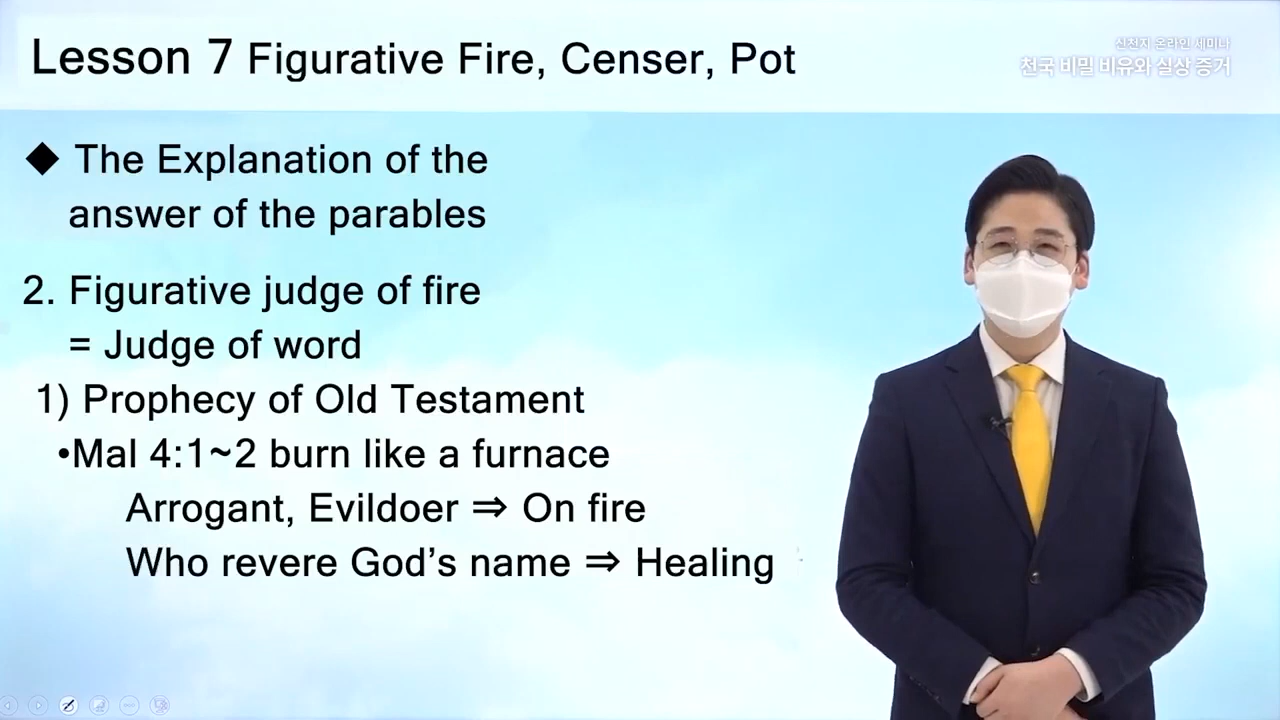 Lesson 7 Figurative Fire, Censer, Pot
신천지 온라인 세미나
천국 비밀 비유와 실상 증거
◆ The Explanation of the
answer of the parables
2. Figurative judge of fire
= Judge of word
1) Prophecy of Old Testament
•Mal 4:1~2 burn like a furnace
Arrogant, Evildoer ⇒ On fire
Who revere God’s name ⇒ Healing